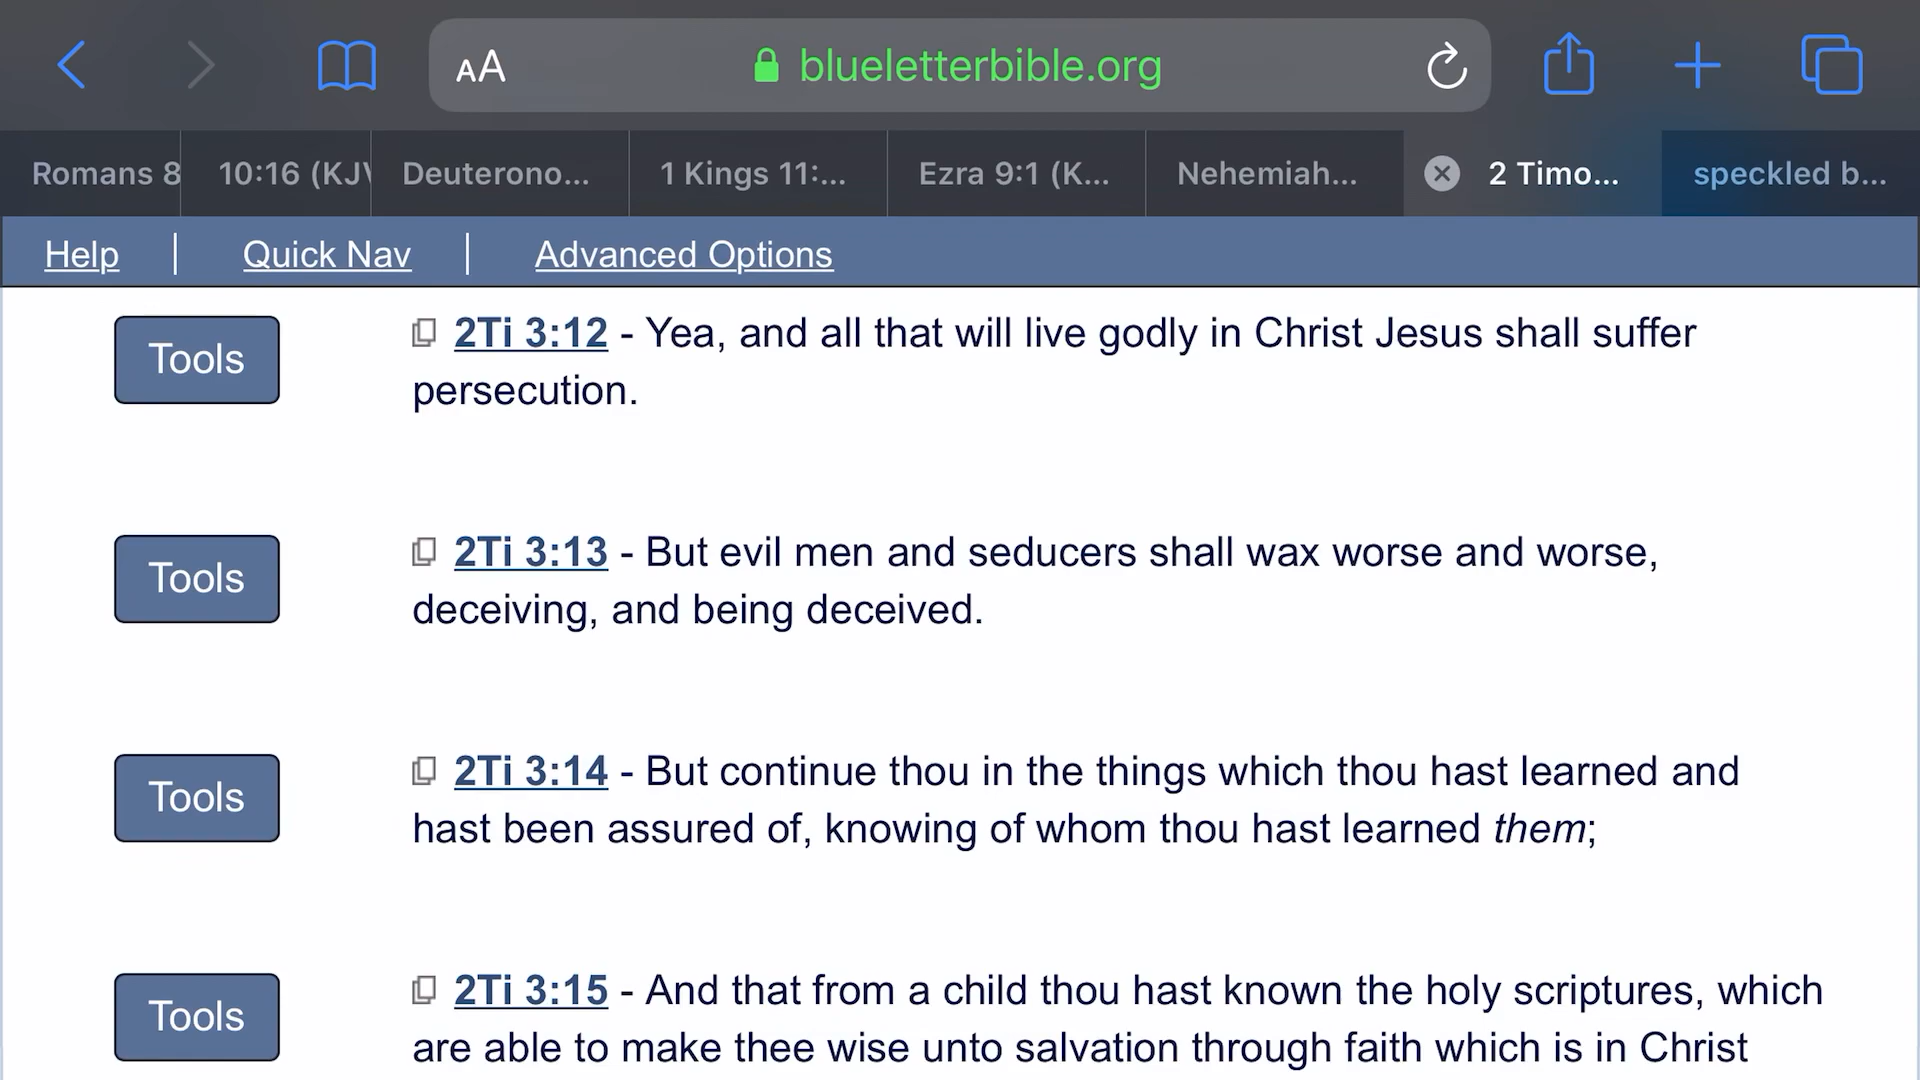 AA blueletterbible.org
Romans 8 10:16 (KJV Deuterono... 1 Kings 11:... Ezra 9:1 (K... Nehemiah... 2 Timo... speckled b...
Help | Quick Nav | Advanced Options
Tools 2Ti 3:12 - Yea, and all that will live godly in Christ Jesus shall suffer
persecution.
Tools 2Ti 3:13 - But evil men and seducers shall wax worse and worse,
deceiving, and being deceived.
Tools 2Ti 3:14 - But continue thou in the things which thou hast learned and
hast been assured of, knowing of whom thou hast learned them;
Tools 2Ti 3:15 - And that from a child thou hast known the holy scriptures, which
are able to make thee wise unto salvation through faith which is in Christ